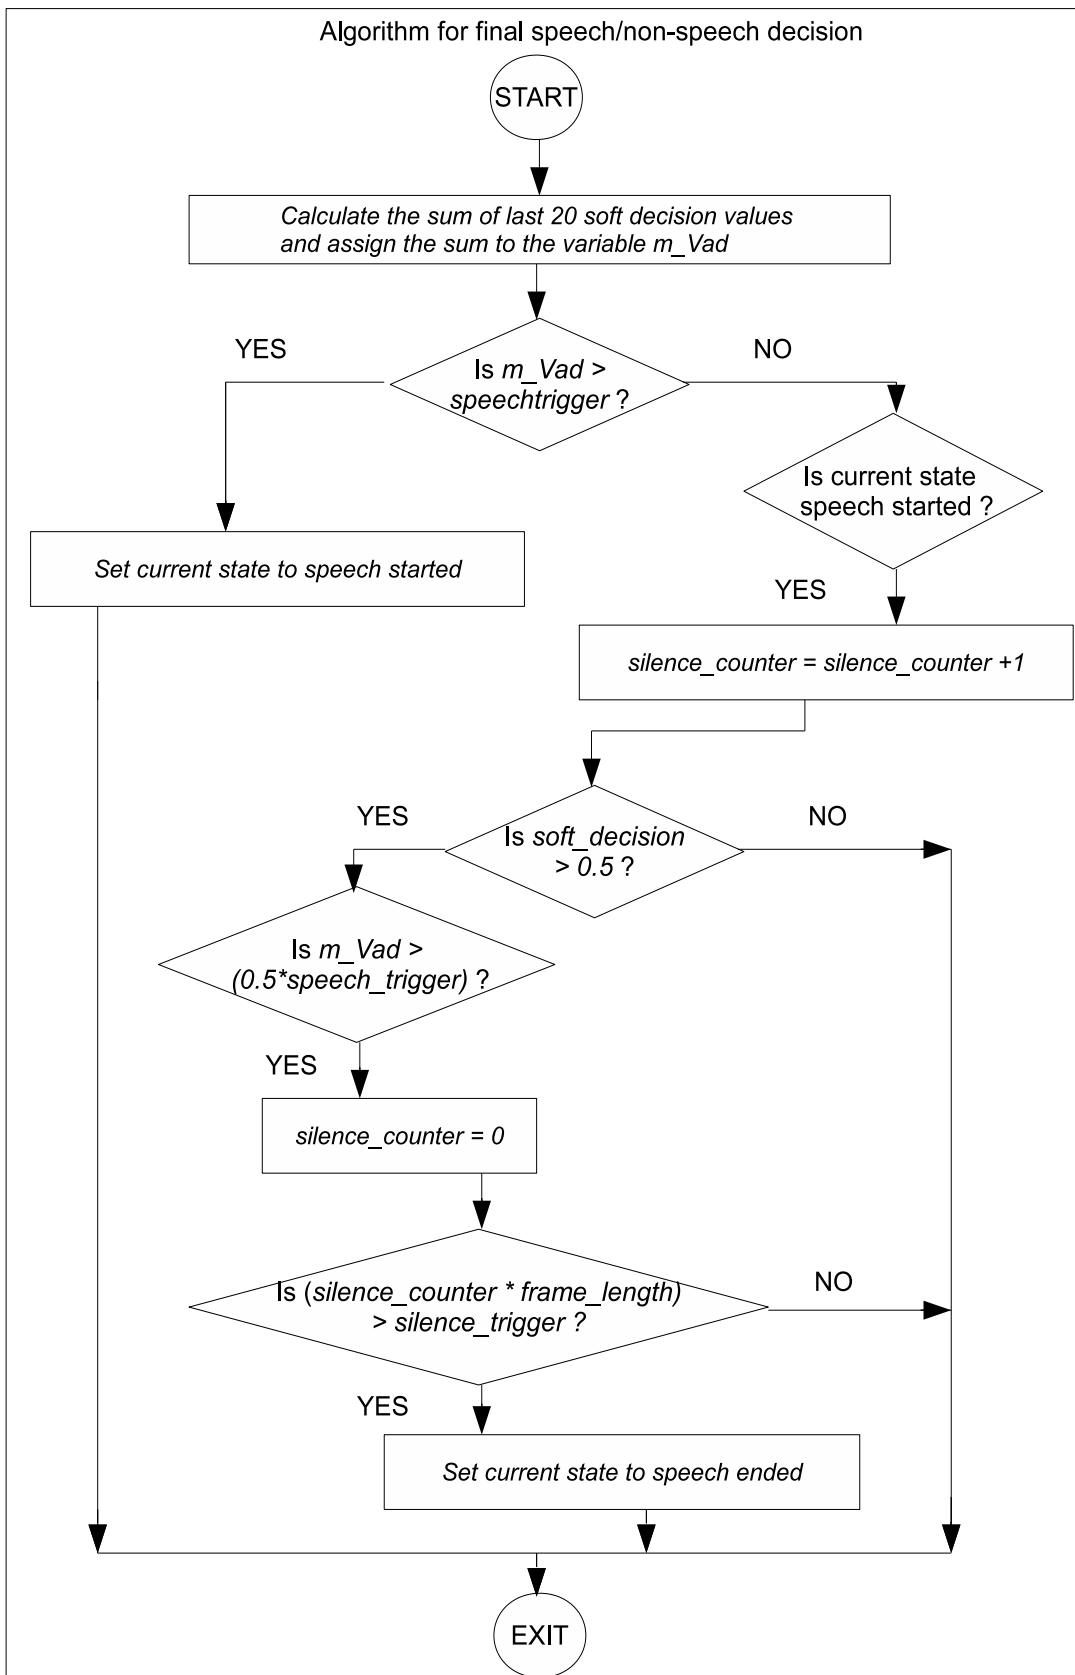 Algorithm for final speech/non-speech decision
START
Calculate the sum of last 20 soft decision values
and assign the sum to the variable m_Vad
YES
NO
Is m_Vad >
speechtrigger ?
Is current state
speech started ?
Set current state to speech started
YES
silence_counter = silence_counter +1
YES
NO
Is soft_decision
> 0.5 ?
Is m_Vad >
(0.5*speech_trigger) ?
YES
silence_counter = 0
Is (silence_counter * frame_length)
> silence_trigger ?
NO
YES
Set current state to speech ended
EXIT